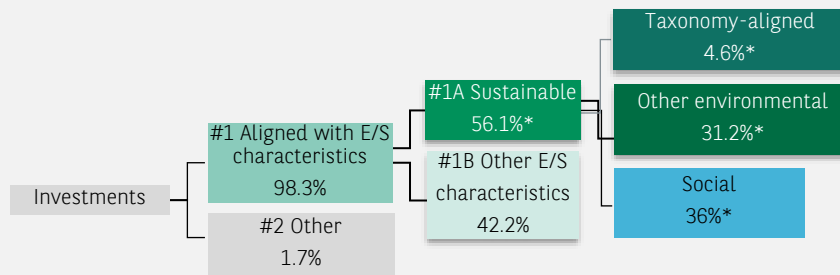 Investments
#1 Aligned with E/S
characteristics
98.3%
#2 Other
1.7%
#1A Sustainable
56.1%*
#1B Other E/S
characteristics
42.2%
Taxonomy-aligned
4.6%*
Other environmental
31.2%*
Social
36%*